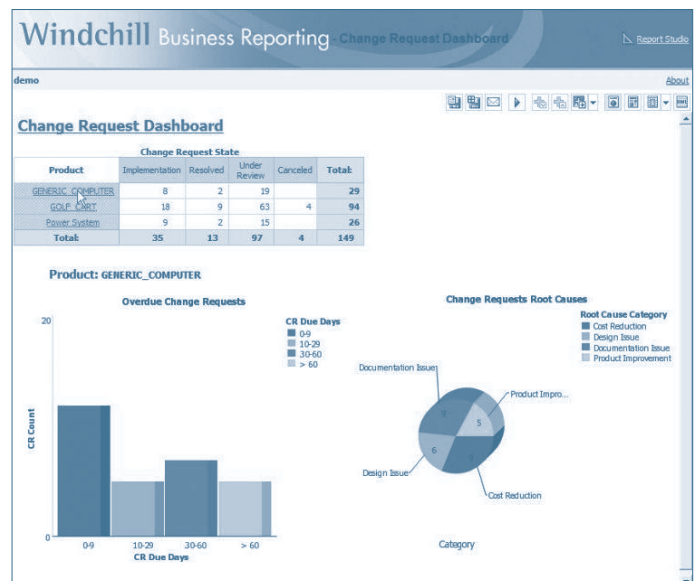 Windchill Business Reporting - Change Request Dashboard
Report Studio
demo
About
Change Request Dashboard
Change Request State
Product Implementation Resolved Under Review Canceled Total:
GENERIC_COMPUTER 8 2 19 29
GOLF_CART 18 9 63 4 94
Power System 9 2 15 26
Total: 35 13 97 4 149
Product: GENERIC_COMPUTER
Overdue Change Requests
CR Due Days
0-9
10-29
30-60
> 60
20
CR Count
0
0-9 10-29 30-60 > 60
CR Due Days
Change Requests Root Causes
Root Cause Category
Cost Reduction
Design Issue
Documentation Issue
Product Improvement
Documentation Issue
Product Impro...
9
5
6
Design Issue
Cost Reduction
Category